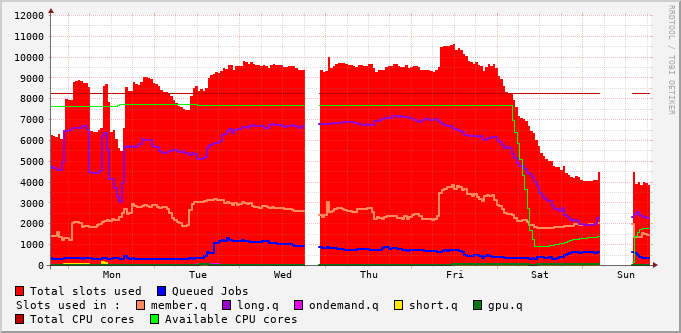 RRDTOOL / TOBI OETIKER
12000
11000
10000
9000
8000
7000
6000
5000
4000
3000
2000
1000
0
Mon Tue Wed Thu Fri Sat Sun
Total slots used Queued Jobs
Slots used in : member.q long.q ondemand.q short.q gpu.q
Total CPU cores Available CPU cores